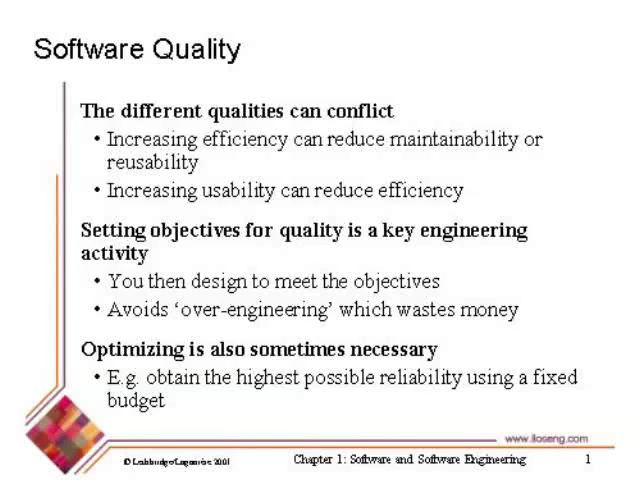 Software Quality
The different qualities can conflict
• Increasing efficiency can reduce maintainability or
reusability
• Increasing usability can reduce efficiency
Setting objectives for quality is a key engineering
activity
• You then design to meet the objectives
• Avoids ‘over-engineering’ which wastes money
Optimizing is also sometimes necessary
• E.g. obtain the highest possible reliability using a fixed
budget
www.lloseng.com
© Lethbridge/Laganière 2001
Chapter 1: Software and Software Engineering
1